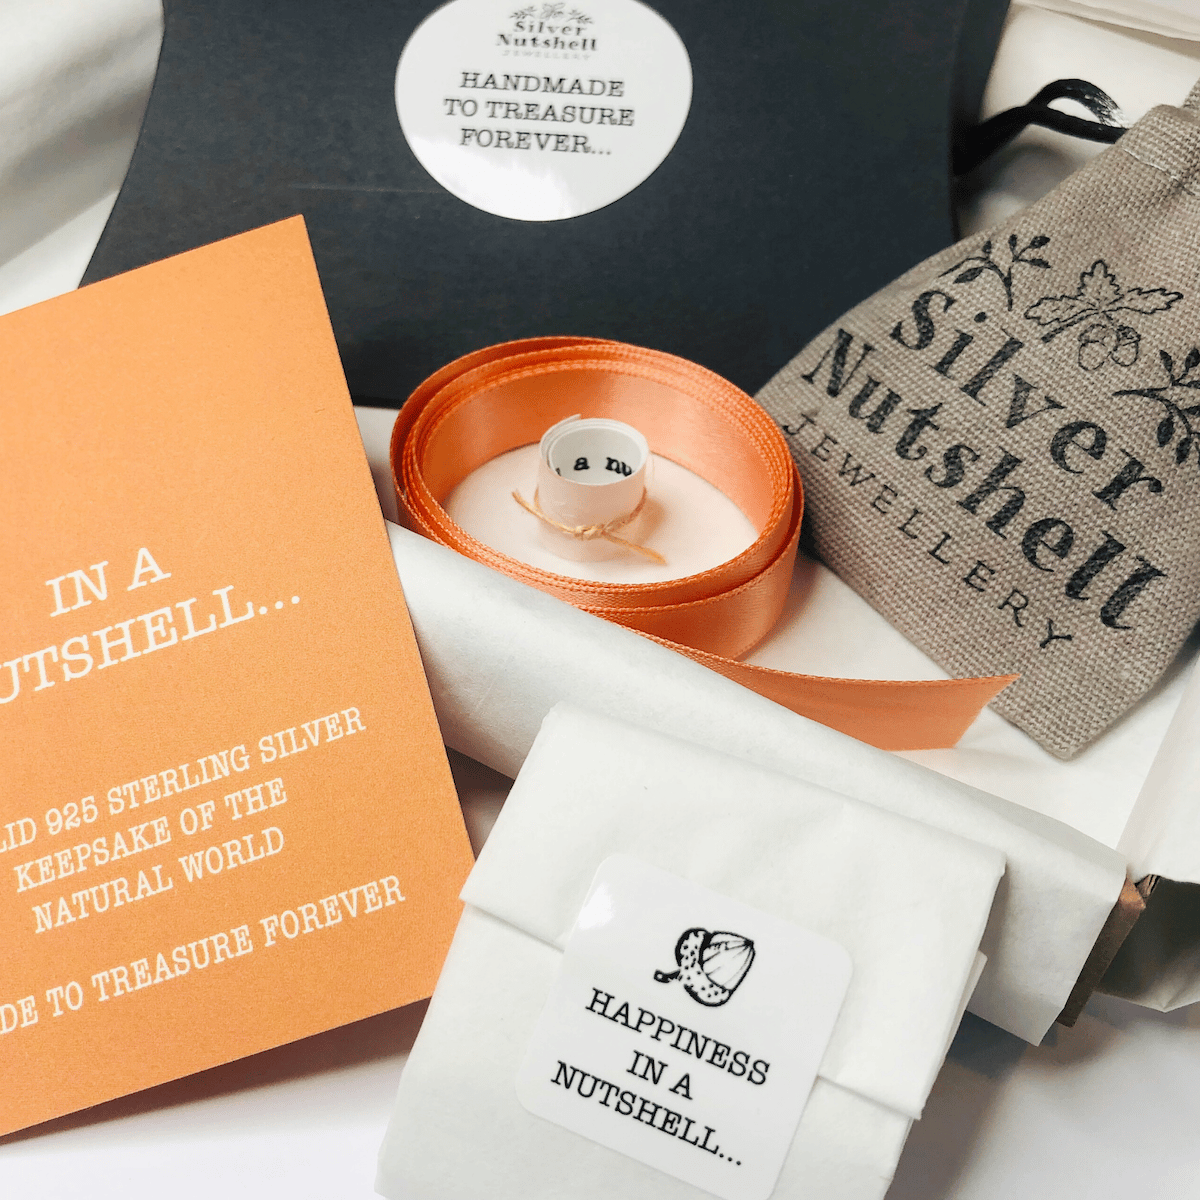 Silver
Nutshell
JEWELLERY
HANDMADE
TO TREASURE
FOREVER...
Silver
Nutshell
JEWELLERY
a nu
IN A
UTSHELL...
LID 925 STERLING SILVER
KEEPSAKE OF THE
NATURAL WORLD
DE TO TREASURE FOREVER
HAPPINESS
IN A
NUTSHELL...